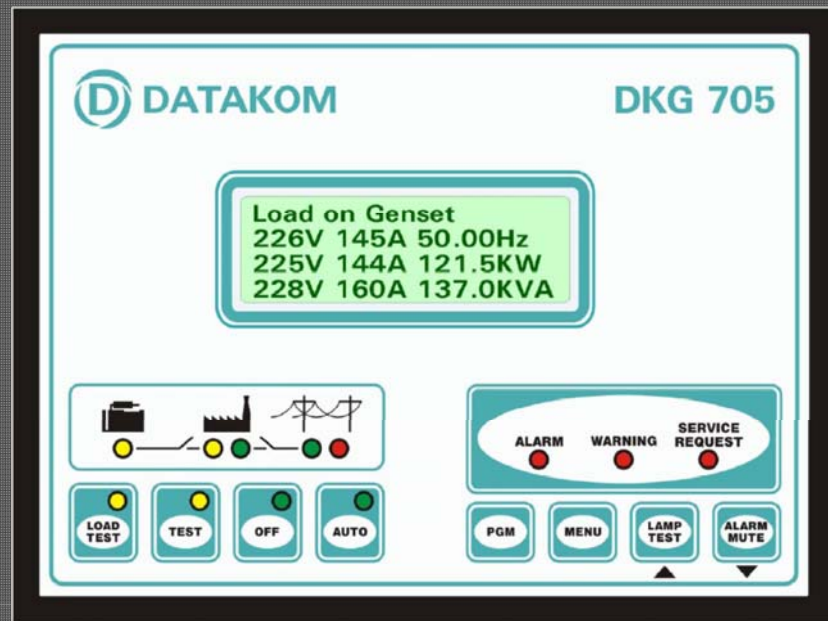 DATAKOM
DKG 705
Load on Genset
226V 145A 50.00Hz
225V 144A 121.5KW
228V 160A 137.0KVA
ALARM
WARNING
SERVICE
REQUEST
LOAD
TEST
TEST
OFF
AUTO
PGM
MENU
LAMP
TEST
ALARM
MUTE